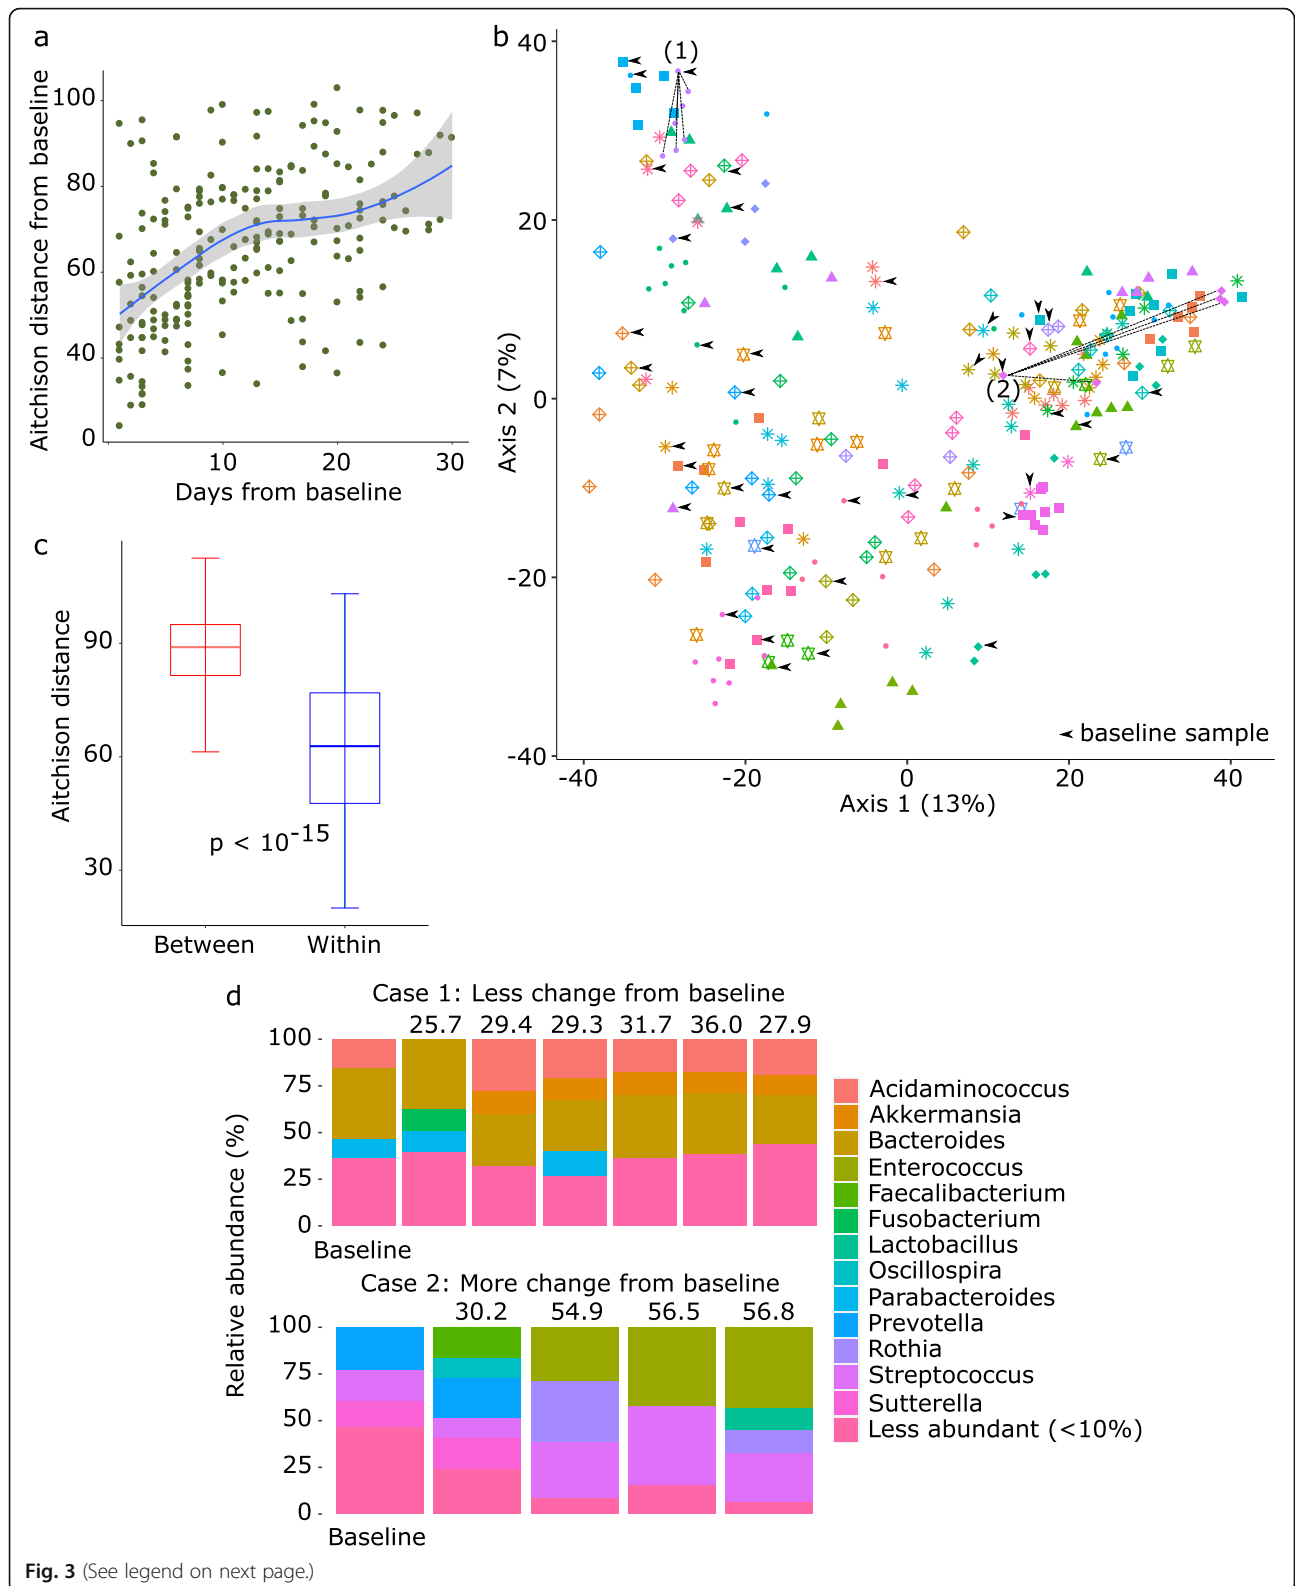 a
Aitchison distance from baseline
100
80
60
40
0
10
20
30
Days from baseline
b
Axis 2 (7%)
40
20
0
-20
-40
(1)
(2)
baseline sample
-40
-20
0
20
40
Axis 1 (13%)
c
Aitchison distance
90
60
30
p < 10-15
Between
Within
d
Case 1: Less change from baseline
25.7 29.4 29.3 31.7 36.0 27.9
Relative abundance (%)
100
75
50
25
0
Baseline
Case 2: More change from baseline
30.2 54.9 56.5 56.8
100
75
50
25
0
Baseline
Acidaminococcus
Akkermansia
Bacteroides
Enterococcus
Faecalibacterium
Fusobacterium
Lactobacillus
Oscillospira
Parabacteroides
Prevotella
Rothia
Streptococcus
Sutterella
Less abundant (<10%)
Fig. 3 (See legend on next page.)